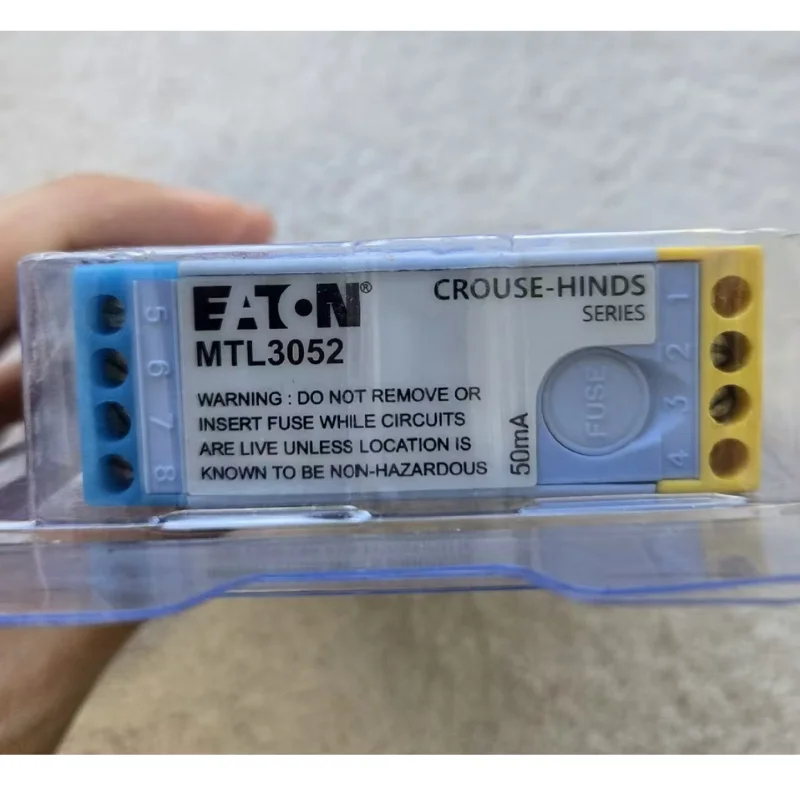 EATON®
CROUSE-HINDS
SERIES
MTL3052
WARNING : DO NOT REMOVE OR
INSERT FUSE WHILE CIRCUITS
ARE LIVE UNLESS LOCATION IS
KNOWN TO BE NON-HAZARDOUS
50mA
FUSE
5
6
7
8
1
2
3
4